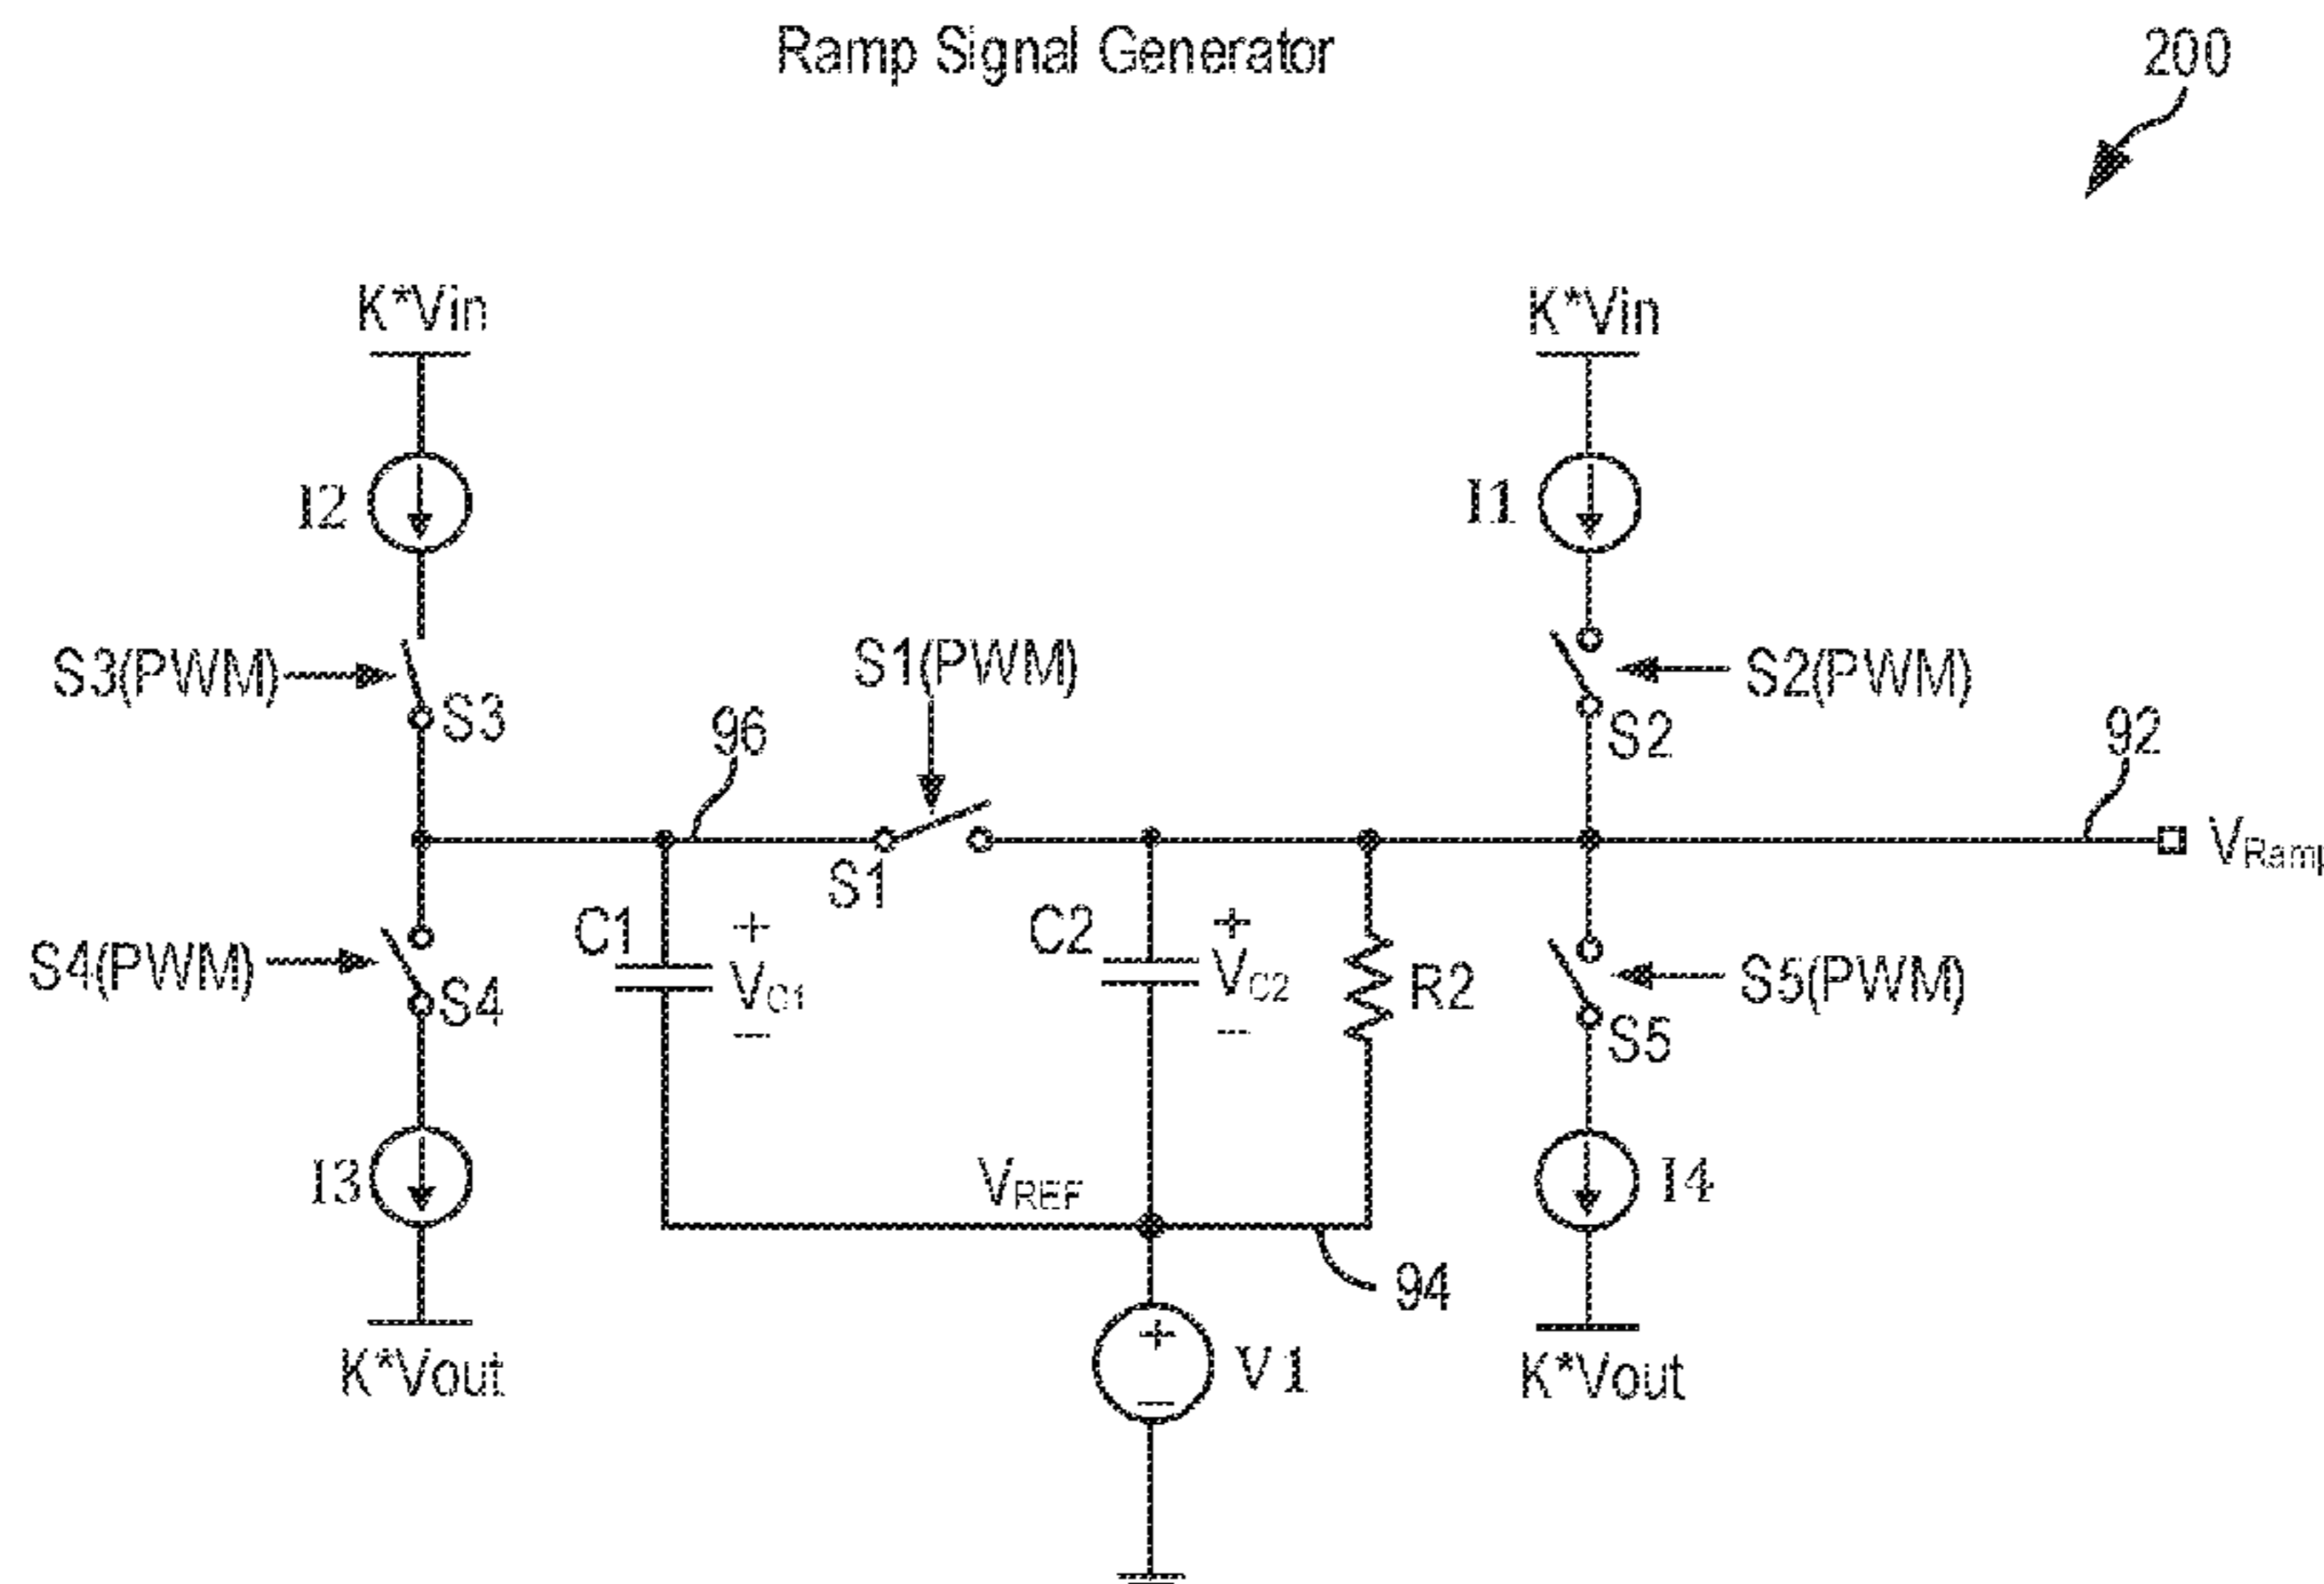 Ramp Signal Generator
200
K*Vin
K*Vin
I2
I1
S3(PWM)
S3
S1(PWM)
S2(PWM)
S2
96
92
S1
VRamp
C1
+
VC1
−
C2
+
VC2
−
R2
S4(PWM)
S4
S5(PWM)
S5
I3
VREF
I4
94
K*Vout
+
−
V1
K*Vout